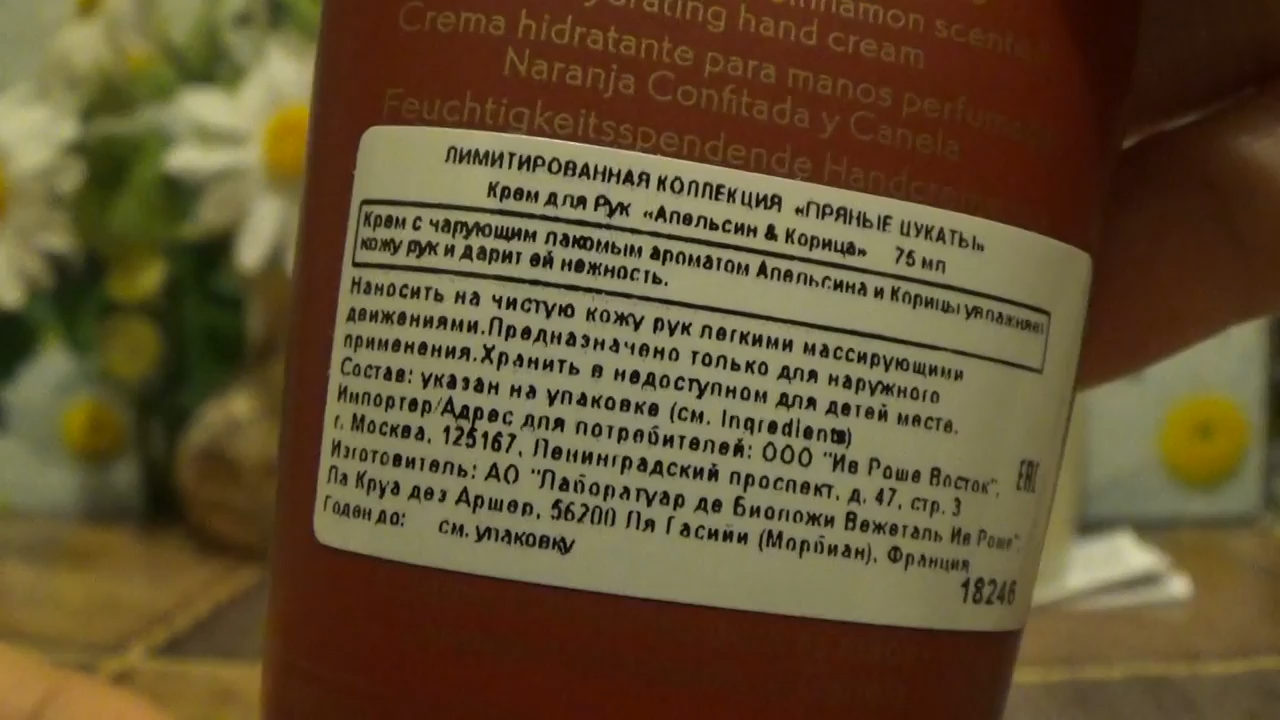 hand cream
Crema hidratante para manos
Naranja Confitada y Canela
Feuchtigkeitsspendende
ЛИМИТИРОВАННАЯ КОЛЛЕКЦИЯ «ПРЯНЫЕ ЦУКАТЫ»
Крем для Рук «Апельсин & Корица» 75 мл
Крем с чарующим лакомым ароматом Апельсина и Корицы увлажняет
кожу рук и дарит ей нежность.
Наносить на чистую кожу рук легкими массирующими
движениями.Предназначено только для наружного
применения.Хранить в недоступном для детей месте.
Состав: указан на упаковке (см. Ingredients)
Импортер/Адрес для потребителей: ООО "Ив Роше Восток",
г. Москва, 125167, Ленинградский проспект, д. 47, стр. 3
EAC
Изготовитель: АО "Лаборатуар де Биоложи Вежеталь Ив Роше",
Ла Круа дез Аршер, 56200 Ля Гасийи (Морбиан), Франция
Годен до: см. упаковку
18246